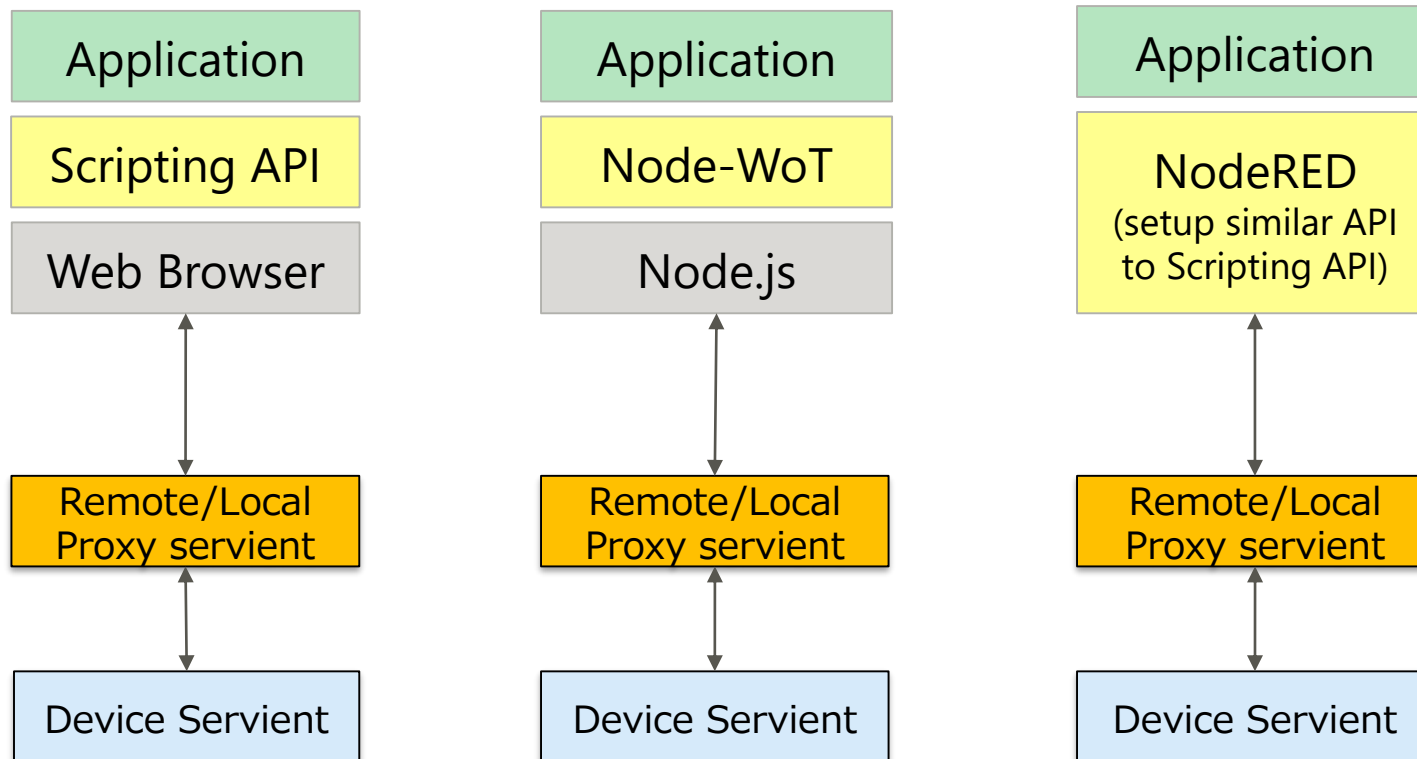 Application
Scripting API
Web Browser
Remote/Local
Proxy servient
Device Servient
Application
Node-WoT
Node.js
Remote/Local
Proxy servient
Device Servient
Application
NodeRED
(setup similar API
to Scripting API)
Remote/Local
Proxy servient
Device Servient